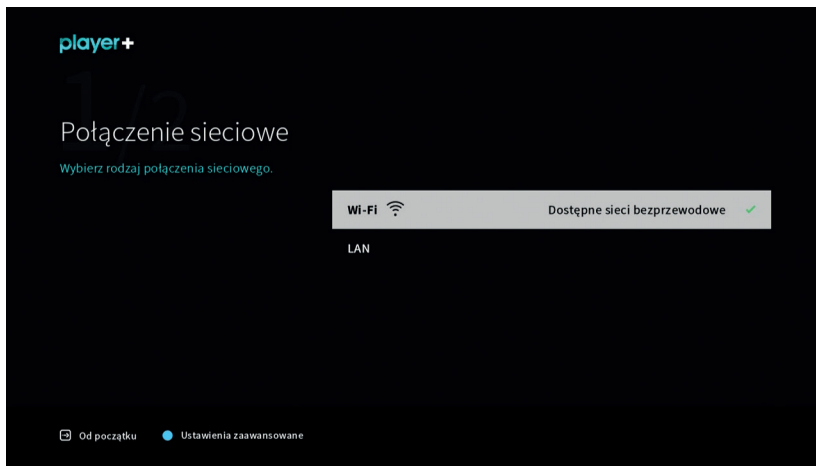 player+
1/2
Połączenie sieciowe
Wybierz rodzaj połączenia sieciowego.
Wi-Fi Dostępne sieci bezprzewodowe
LAN
Od początku Ustawienia zaawansowane